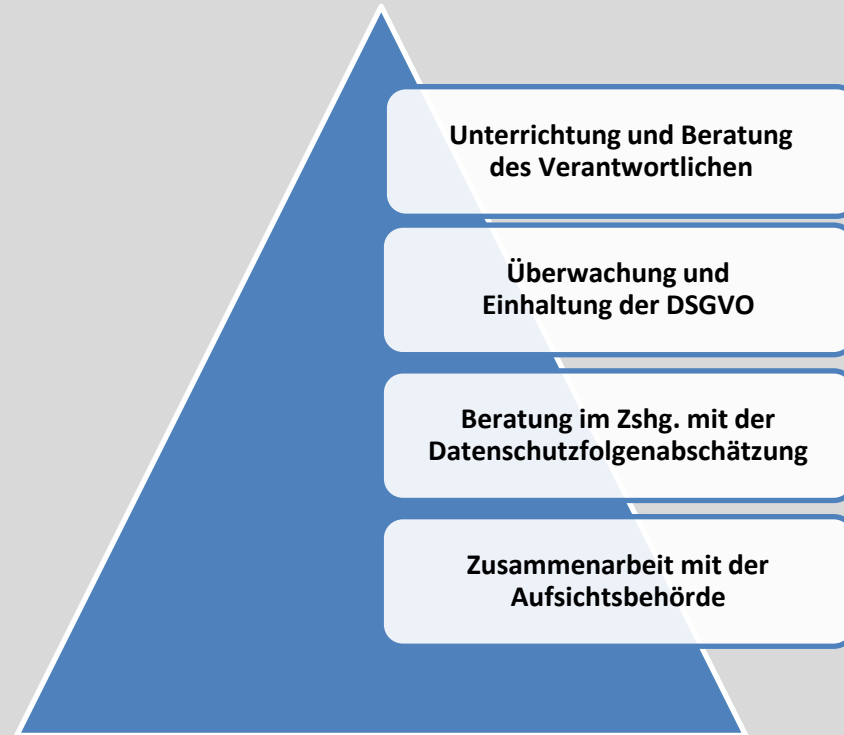 Unterrichtung und Beratung
des Verantwortlichen
Überwachung und
Einhaltung der DSGVO
Beratung im Zshg. mit der
Datenschutzfolgenabschätzung
Zusammenarbeit mit der
Aufsichtsbehörde